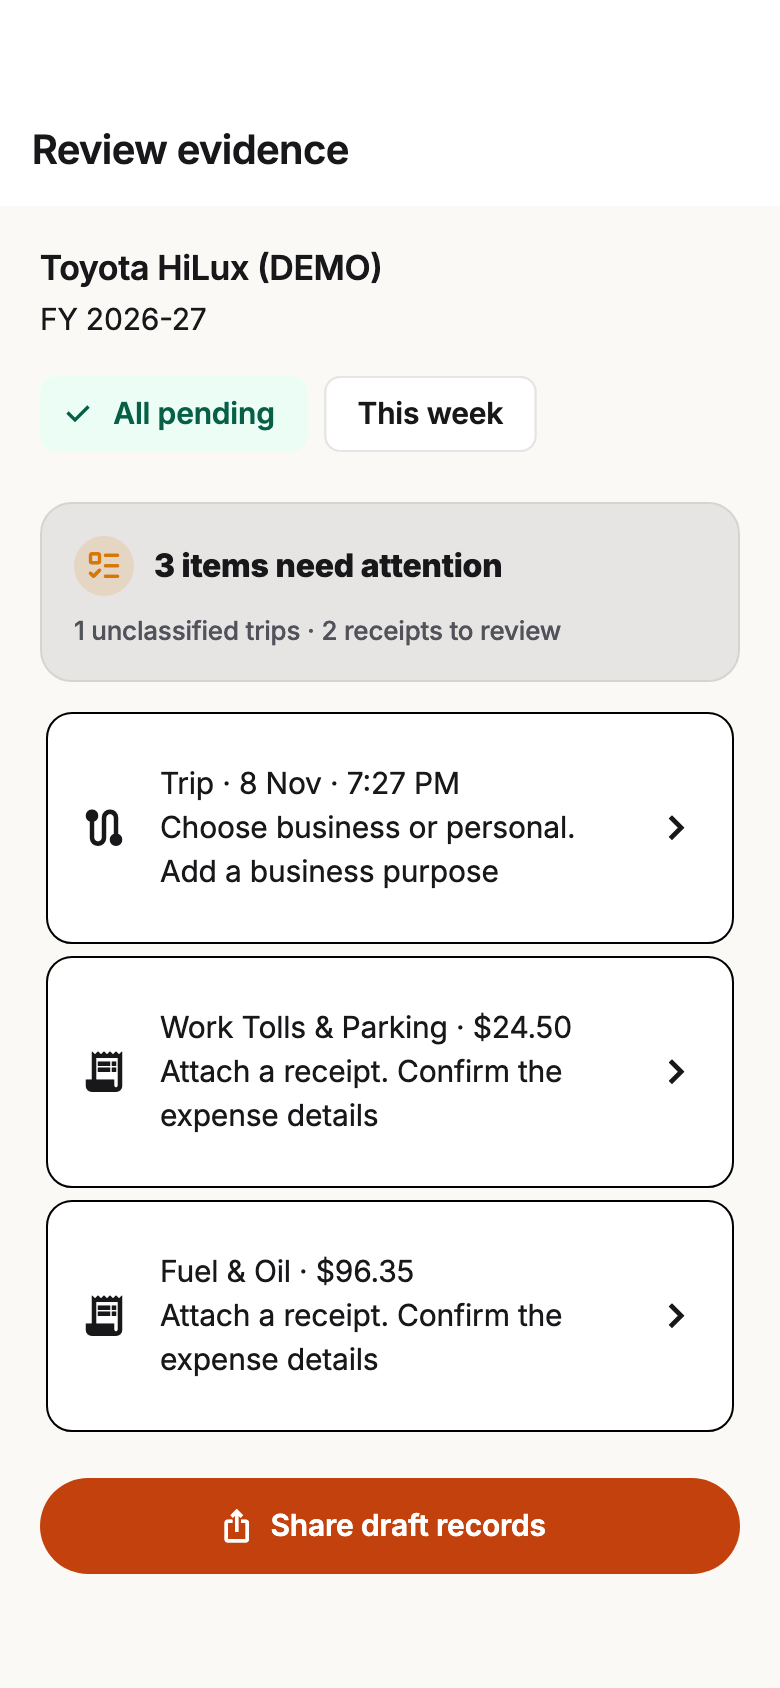 Review evidence
Toyota HiLux (DEMO)
FY 2026-27
All pending
This week
3 items need attention
1 unclassified trips · 2 receipts to review
Trip · 8 Nov · 7:27 PM
Choose business or personal.
Add a business purpose
Work Tolls & Parking · $24.50
Attach a receipt. Confirm the
expense details
Fuel & Oil · $96.35
Attach a receipt. Confirm the
expense details
Share draft records